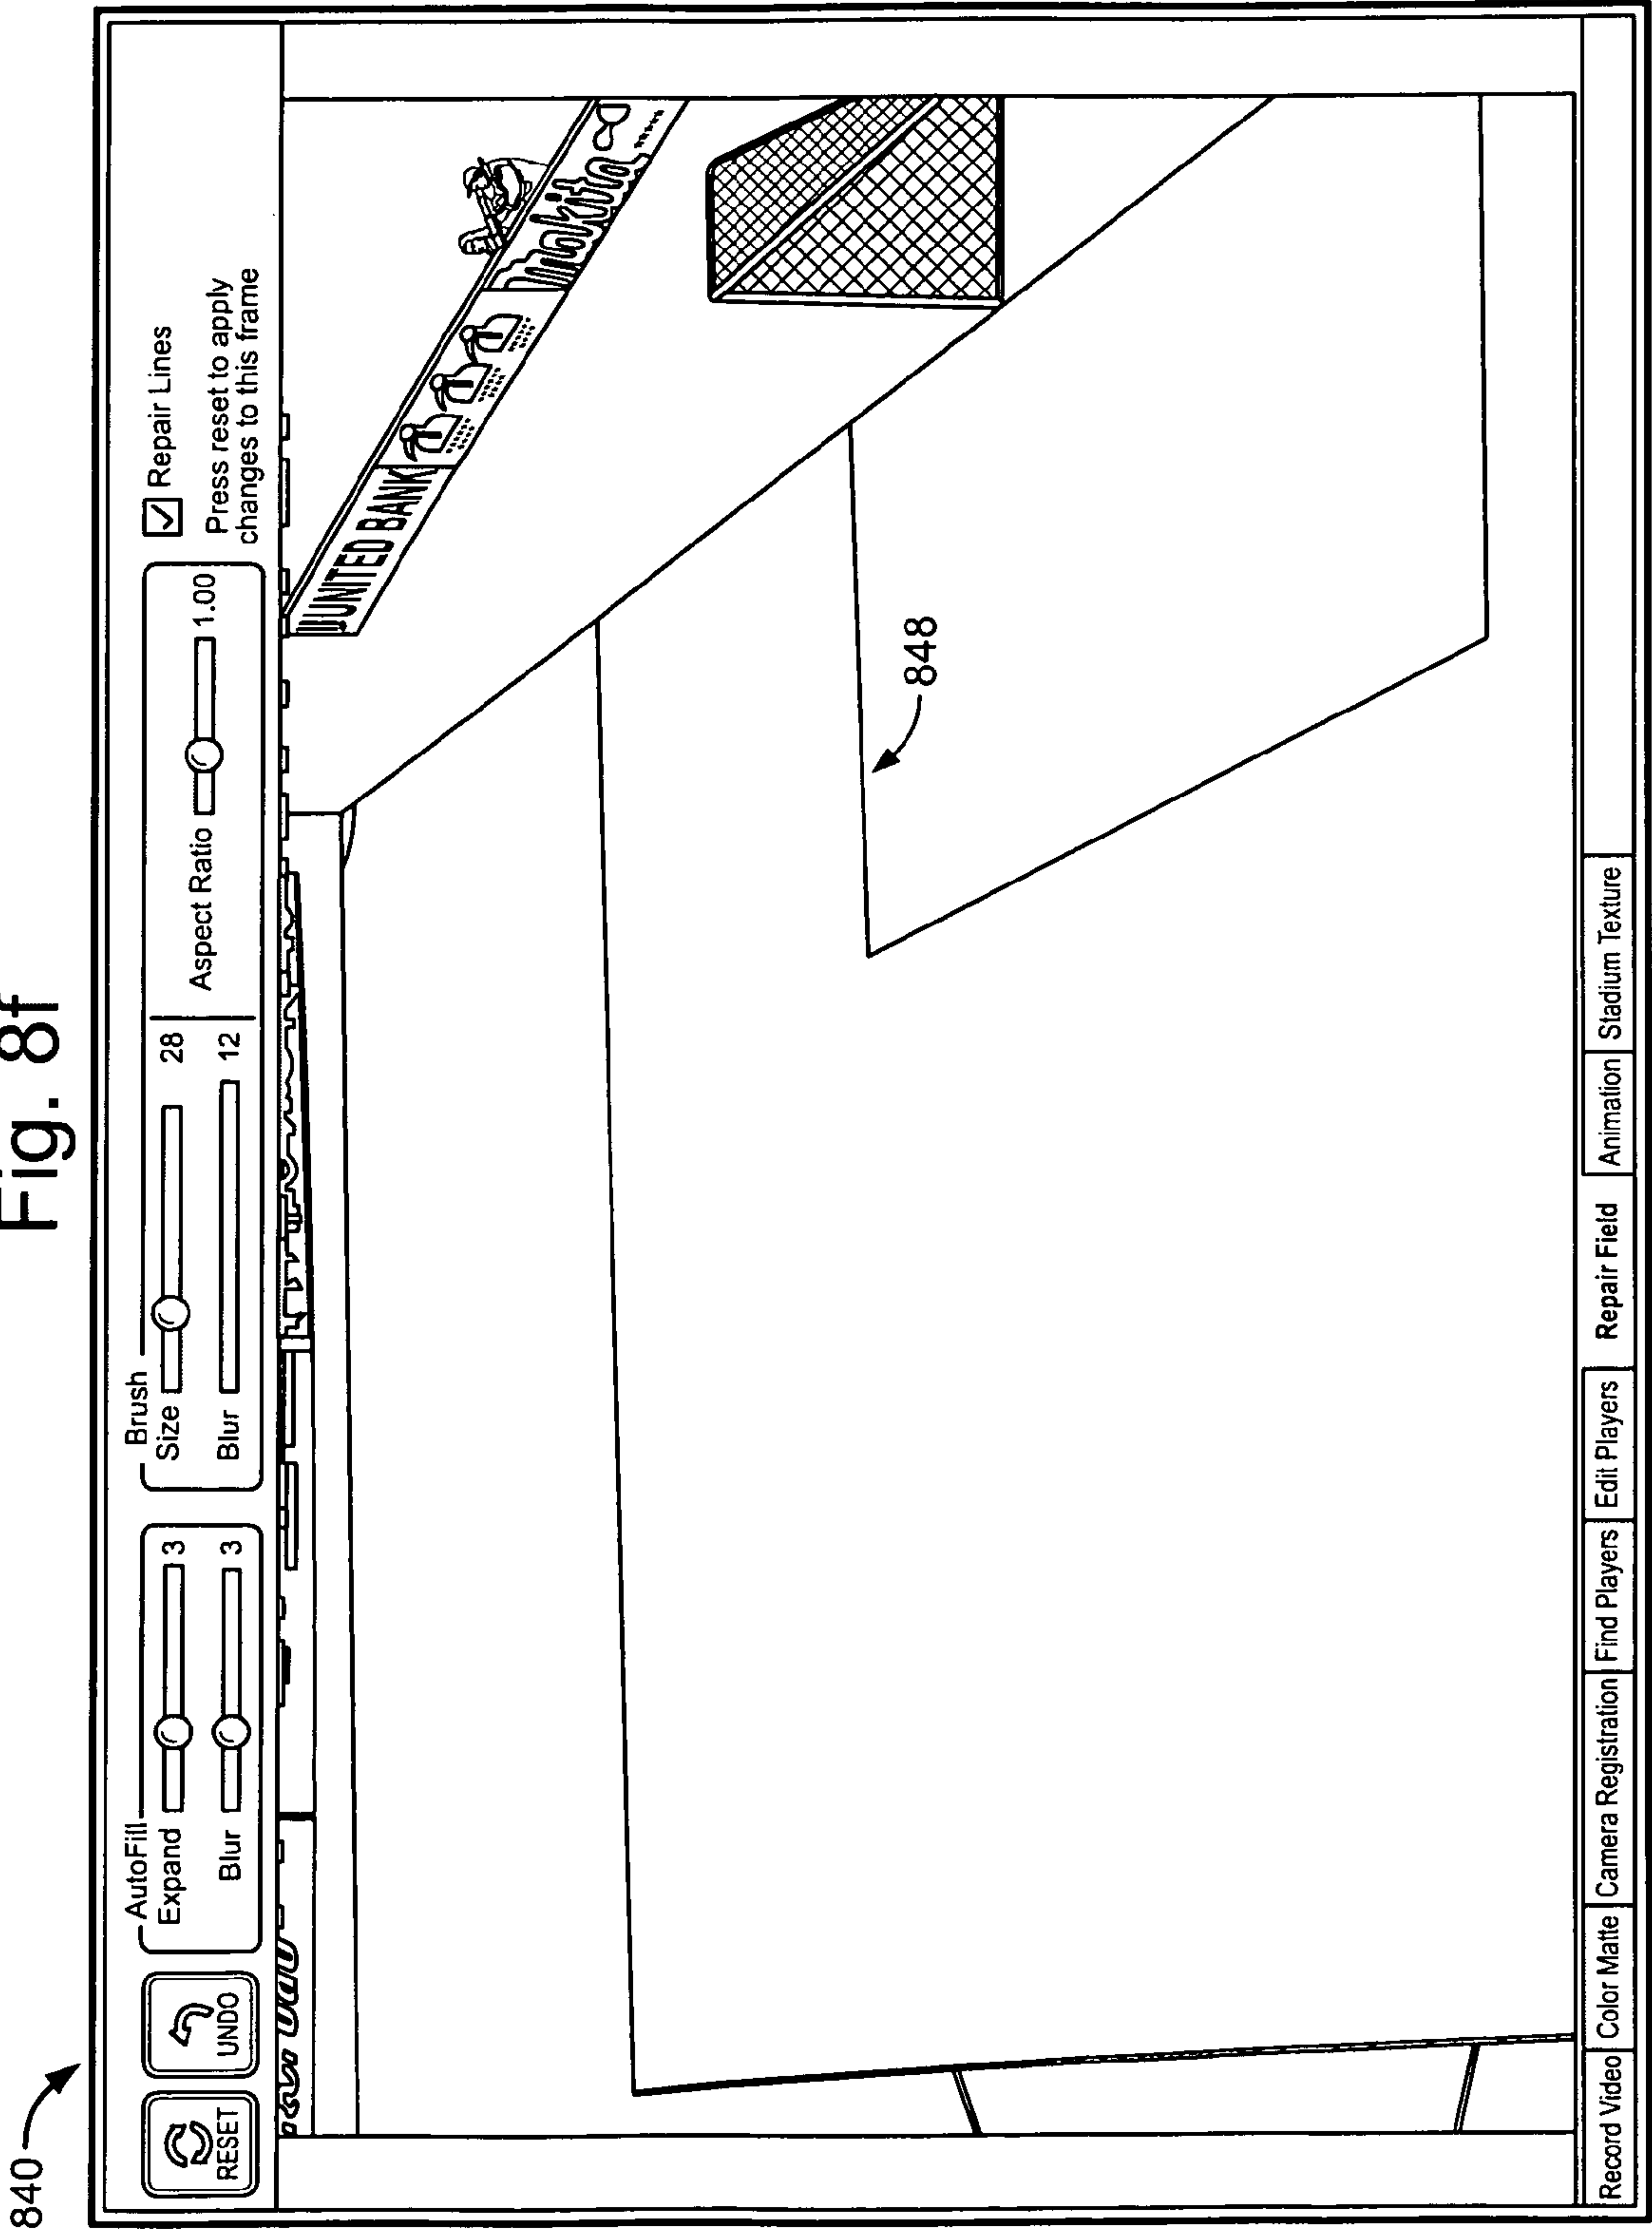 Fig. 8f
840
RESET
UNDO
AutoFill
Expand 3
Blur 3
Brush
Size 28
Blur 12
Aspect Ratio 1.00
Repair Lines
Press reset to apply
changes to this frame
UNITED BANK
makita
848
Record Video Color Matte Camera Registration Find Players Edit Players Repair Field Animation Stadium Texture